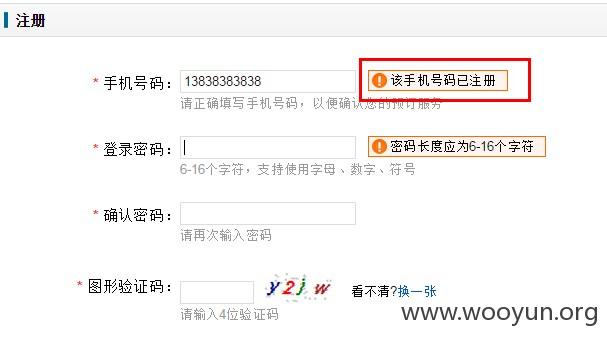 注册
* 手机号码： 13838383838 该手机号码已注册
请正确填写手机号码，以便确认您的预订服务
* 登录密码： 密码长度应为6-16个字符
6-16个字符，支持使用字母、数字、符号
* 确认密码：
请再次输入密码
* 图形验证码： y2jw 看不清?换一张
请输入4位验证码
www.wooyun.org